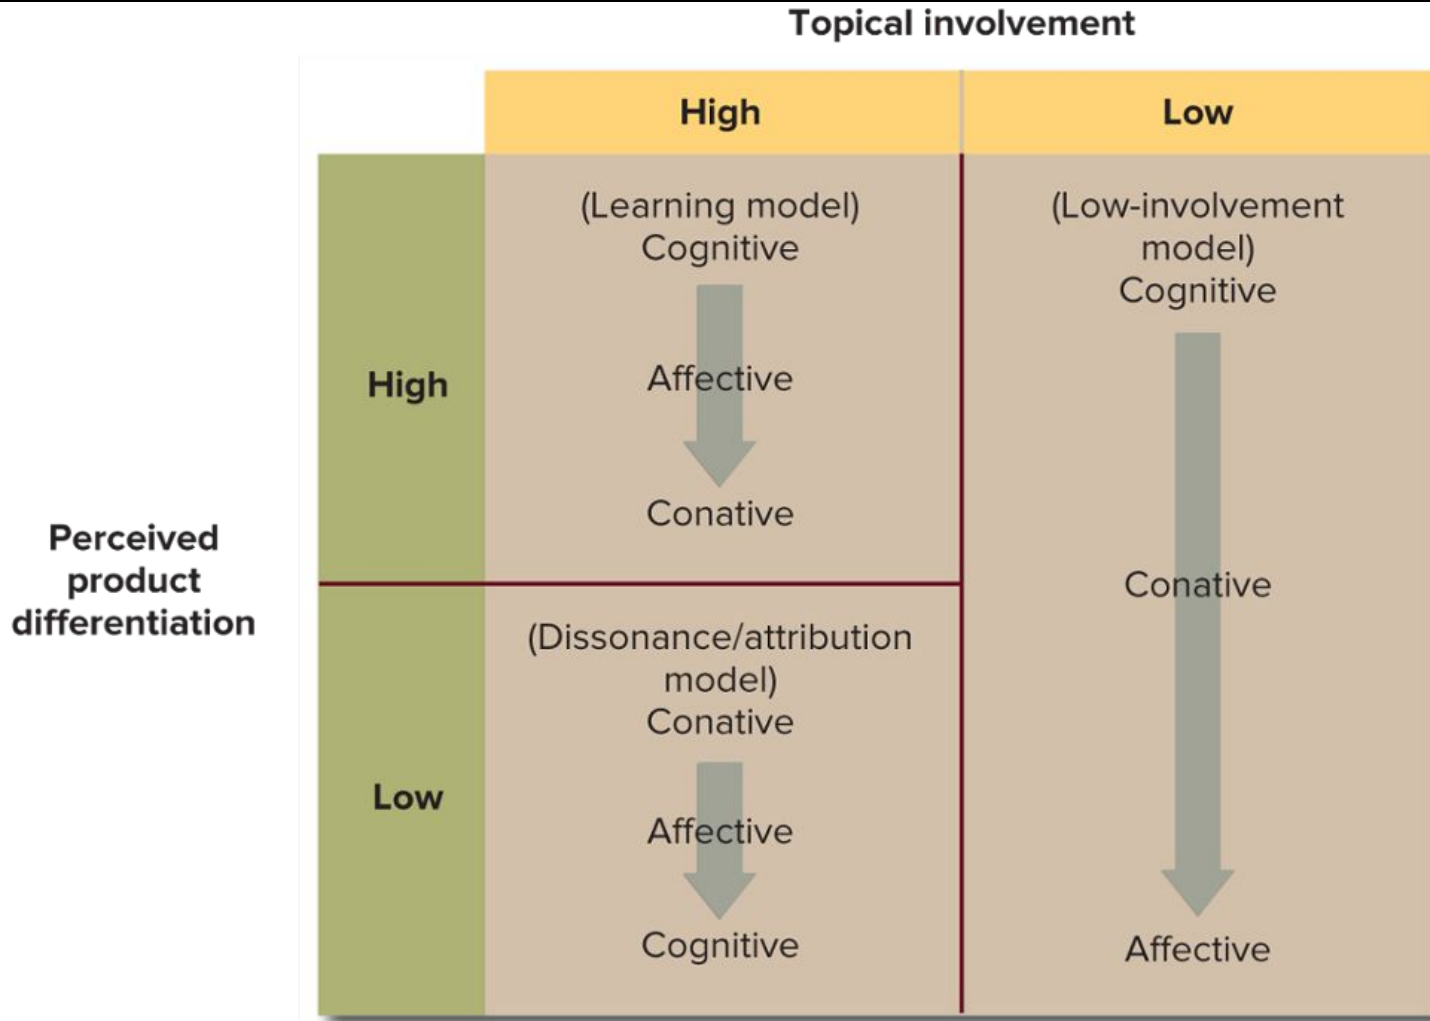 Topical involvement
High
Low
(Learning model)
Cognitive
Affective
Conative
(Low-involvement
model)
Cognitive
Conative
Affective
High
Perceived
product
differentiation
(Dissonance/attribution
model)
Conative
Affective
Cognitive
Low